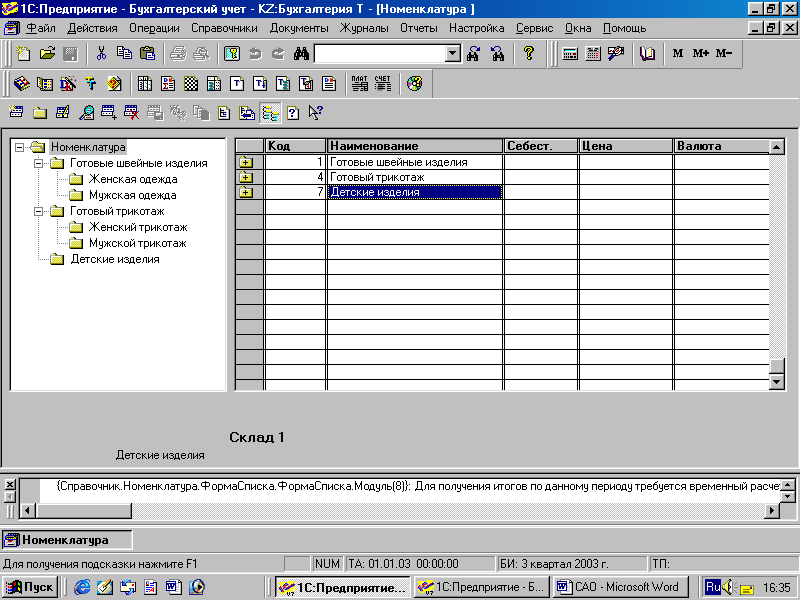 1С:Предприятие - Бухгалтерский учет - KZ:Бухгалтерия Т - [Номенклатура ]
Файл Действия Операции Справочники Документы Журналы Отчеты Настройка Сервис Окна Помощь
M M+ M-
ПЛАТ СЧЕТ
Номенклатура
Готовые швейные изделия
Женская одежда
Мужская одежда
Готовый трикотаж
Женский трикотаж
Мужской трикотаж
Детские изделия
Код Наименование Себест. Цена Валюта
1 Готовые швейные изделия
4 Готовый трикотаж
7 Детские изделия
Склад 1
Детские изделия
{Справочник.Номенклатура.ФормаСписка.ФормаСписка.Модуль(8)}: Для получения итогов по данному периоду требуется временный расче
Номенклатура
Для получения подсказки нажмите F1 NUM ТА: 01.01.03 00:00:00 БИ: 3 квартал 2003 г. ТП:
Пуск 1С:Предприятие... 1С:Предприятие - Б... САО - Microsoft Word Ru 16:35